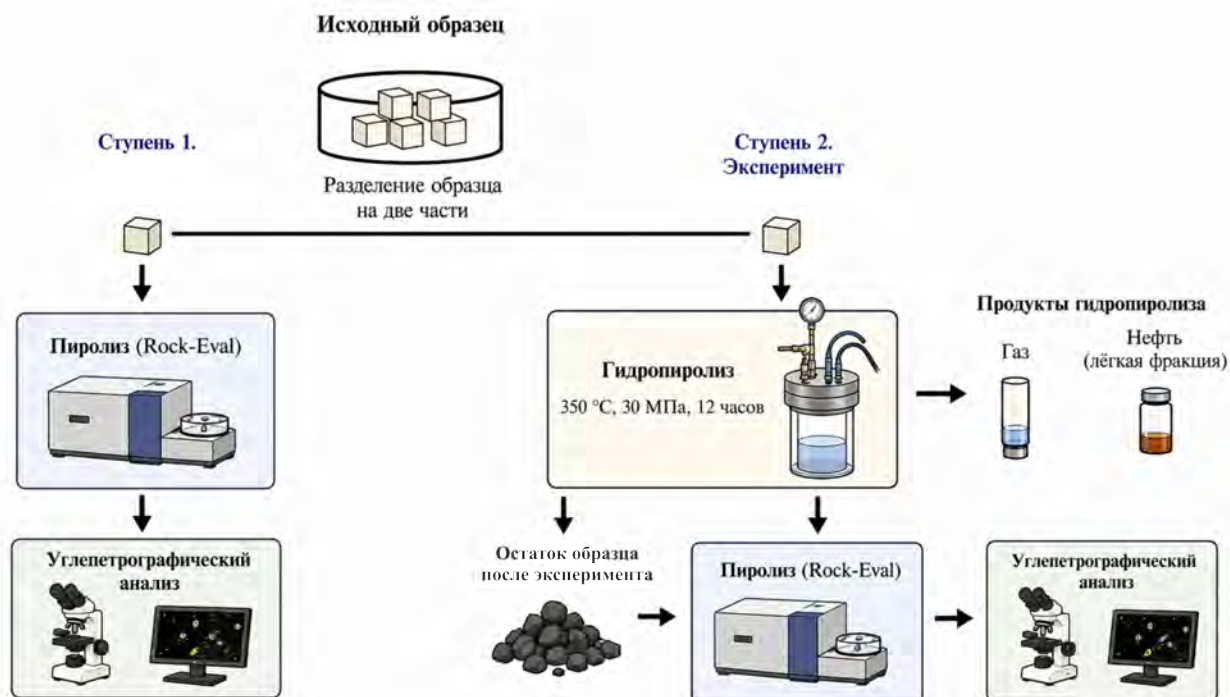 Исходный образец
Ступень 1.
Разделение образца
на две части
Ступень 2.
Эксперимент
Пиролиз (Rock-Eval)
Углепетрографический
анализ
Гидропиролиз
350 °C, 30 МПа, 12 часов
Продукты гидропиролиза
Газ
Нефть
(лёгкая фракция)
Остаток образца
после эксперимента
Пиролиз (Rock-Eval)
Углепетрографический
анализ